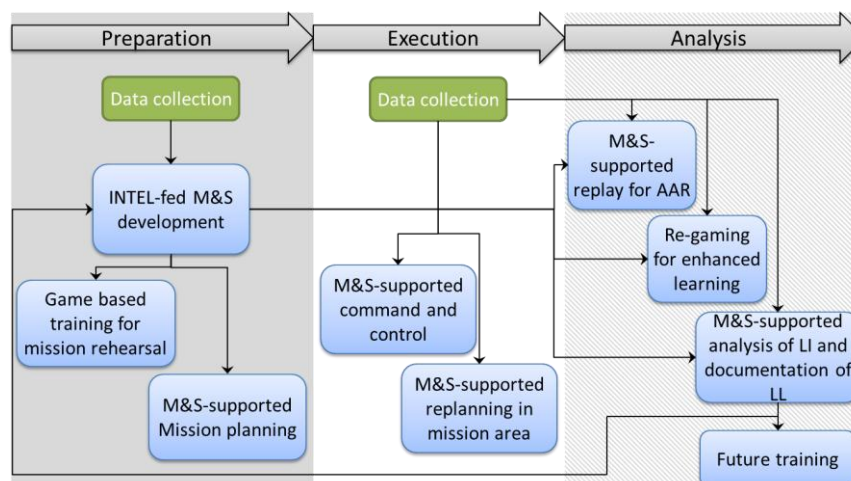 Preparation
Execution
Analysis
Data collection
INTEL-fed M&S
development
Game based
training for
mission rehearsal
M&S-supported
Mission planning
Data collection
M&S-supported
command and
control
M&S-supported
replanning in
mission area
M&S-
supported
replay for AAR
Re-gaming
for enhanced
learning
M&S-supported
analysis of LI and
documentation of
LL
Future training